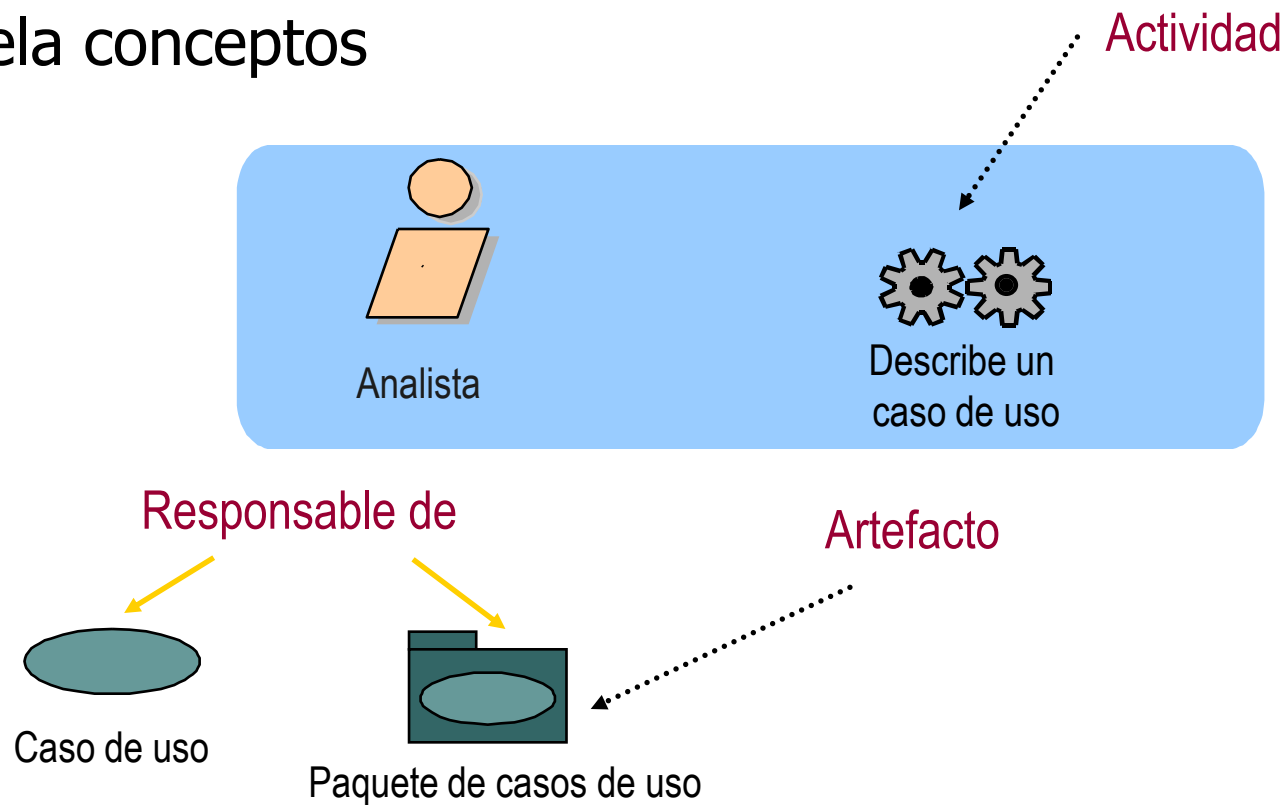 ela conceptos
Actividad
Analista
Describe un
caso de uso
Responsable de
Artefacto
Caso de uso
Paquete de casos de uso